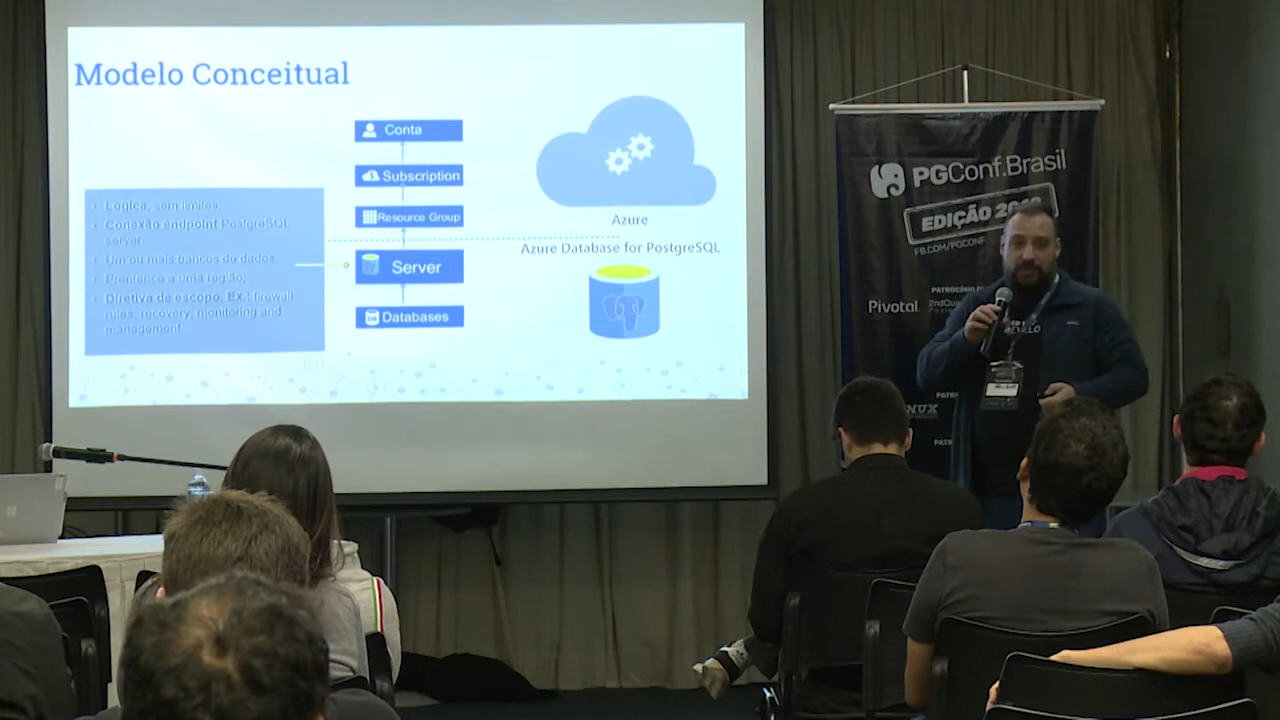 Modelo Conceitual
Conta
Subscription
Resource Group
Server
Databases
• Logica, sem limites;
• Conexão endpoint PostgreSQL
server.
• Um ou mais bancos de dados.
• Prentence a uma região;
• Diretiva de escopo. Ex.: firewall
rules, recovery, monitoring and
management
Azure
Azure Database for PostgreSQL
PGConf.Brasil
EDIÇÃO
FB.COM/PGCONF
Pivotal